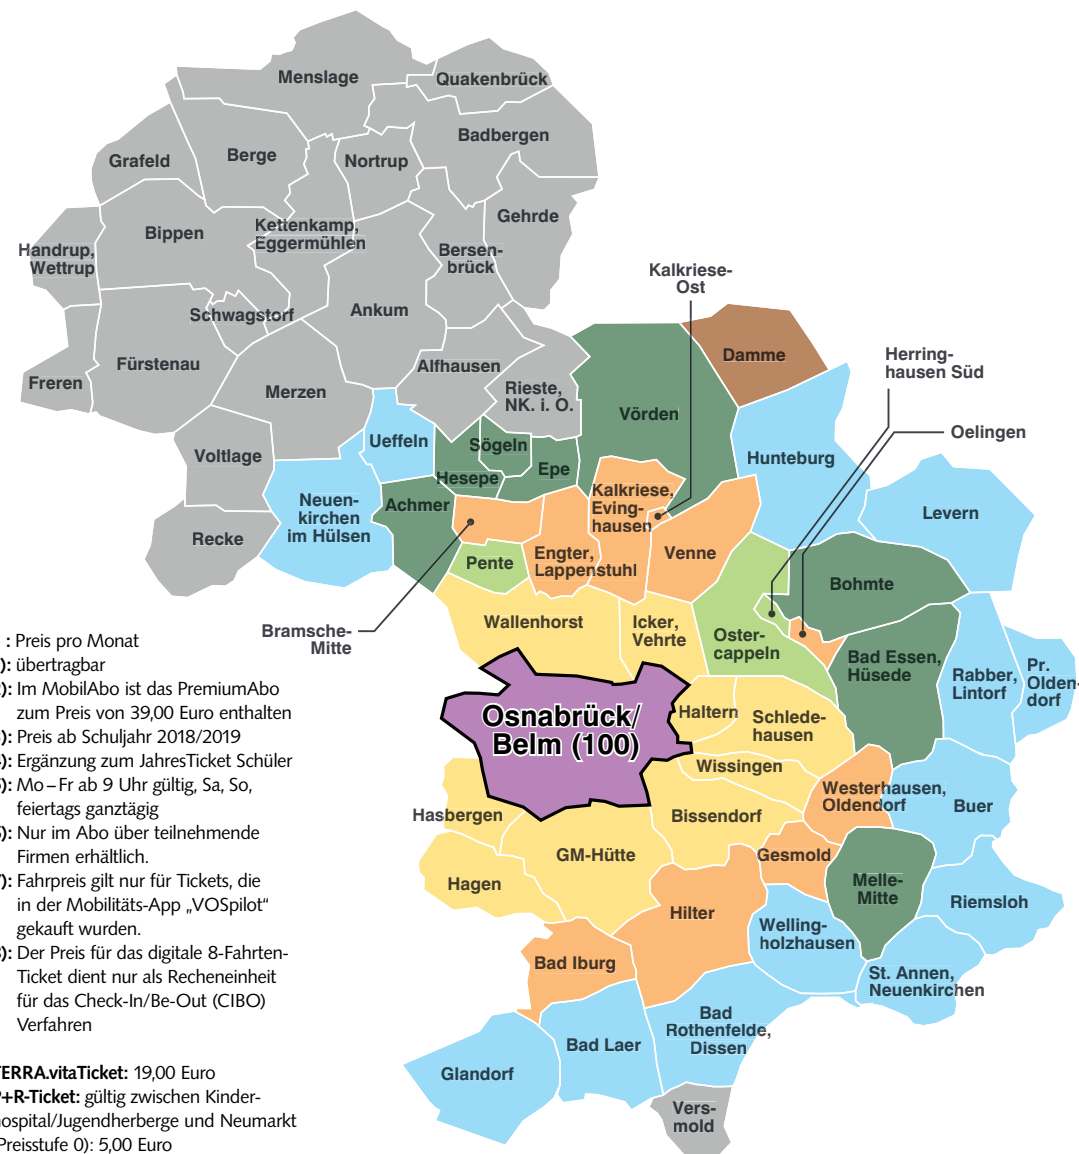 Menslage
Quakenbrück
Badbergen
Grafeld
Berge
Nortrup
Gehrde
Bippen
Kettenkamp,
Eggermühlen
Handrup,
Wettrup
Bersen-
brück
Kalkriese-
Ost
Schwagstorf
Ankum
Fürstenau
Freren
Alfhausen
Damme
Herring-
hausen Süd
Merzen
Rieste,
NK. i. O.
Vörden
Oelingen
Ueffeln
Sögeln
Voltlage
Hunteburg
Hesepe
Epe
Neuen-
kirchen
im Hülsen
Achmer
Kalkriese,
Eving-
hausen
Levern
Recke
Engter,
Lappenstuhl
Venne
Pente
Bohmte
Bramsche-
Mitte
Wallenhorst
Icker,
Vehrte
Oster-
cappeln
Bad Essen,
Hüsede
Rabber,
Lintorf
Pr.
Olden-
dorf
Osnabrück/
Belm (100)
Haltern
Schlede-
hausen
Wissingen
Westerhausen,
Oldendorf
Buer
Hasbergen
Bissendorf
GM-Hütte
Gesmold
Hagen
Melle-
Mitte
Riemsloh
Hilter
Welling-
holzhausen
Bad Iburg
St. Annen,
Neuenkirchen
Bad
Rothenfelde,
Dissen
Bad Laer
Glandorf
Vers-
mold
: Preis pro Monat
): übertragbar
): Im MobilAbo ist das PremiumAbo
zum Preis von 39,00 Euro enthalten
): Preis ab Schuljahr 2018/2019
): Ergänzung zum JahresTicket Schüler
): Mo – Fr ab 9 Uhr gültig, Sa, So,
feiertags ganztägig
): Nur im Abo über teilnehmende
Firmen erhältlich.
): Fahrpreis gilt nur für Tickets, die
in der Mobilitäts-App „VOSpilot“
gekauft wurden.
): Der Preis für das digitale 8-Fahrten-
Ticket dient nur als Recheneinheit
für das Check-In/Be-Out (CIBO)
Verfahren
TERRA.vitaTicket: 19,00 Euro
P+R-Ticket: gültig zwischen Kinder-
hospital/Jugendherberge und Neumarkt
(Preisstufe 0): 5,00 Euro